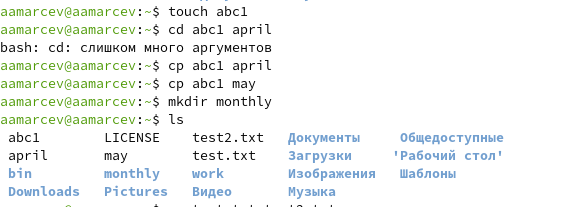 aamarcev@aamarcev:~$ touch abc1
aamarcev@aamarcev:~$ cd abc1 april
bash: cd: слишком много аргументов
aamarcev@aamarcev:~$ cp abc1 april
aamarcev@aamarcev:~$ cp abc1 may
aamarcev@aamarcev:~$ mkdir monthly
aamarcev@aamarcev:~$ ls
abc1 LICENSE test2.txt Документы Общедоступные
april may test.txt Загрузки 'Рабочий стол'
bin monthly work Изображения Шаблоны
Downloads Pictures Видео Музыка